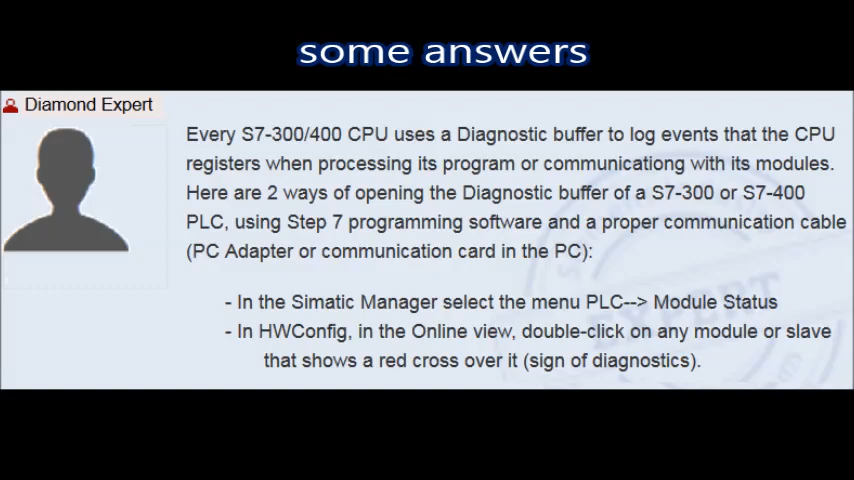 some answers
Diamond Expert
Every S7-300/400 CPU uses a Diagnostic buffer to log events that the CPU
registers when processing its program or communicationg with its modules.
Here are 2 ways of opening the Diagnostic buffer of a S7-300 or S7-400
PLC, using Step 7 programming software and a proper communication cable
(PC Adapter or communication card in the PC):
- In the Simatic Manager select the menu PLC--> Module Status
- In HWConfig, in the Online view, double-click on any module or slave
that shows a red cross over it (sign of diagnostics).
EXPERT